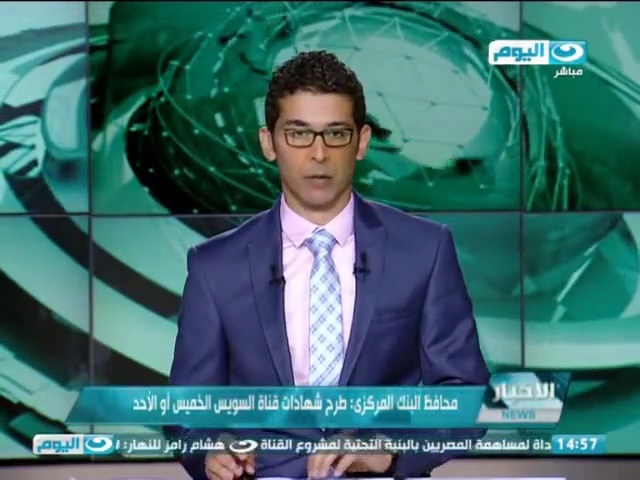 اليوم
مباشر
محافظ البنك المركزى: طرح شهادات قناة السويس الخميس أو الأحد
الأخبار
NEWS
14:57
داة لمساهمة المصريين بالبنية التحتية لمشروع القناة هشام رامز للنهار:
اليوم